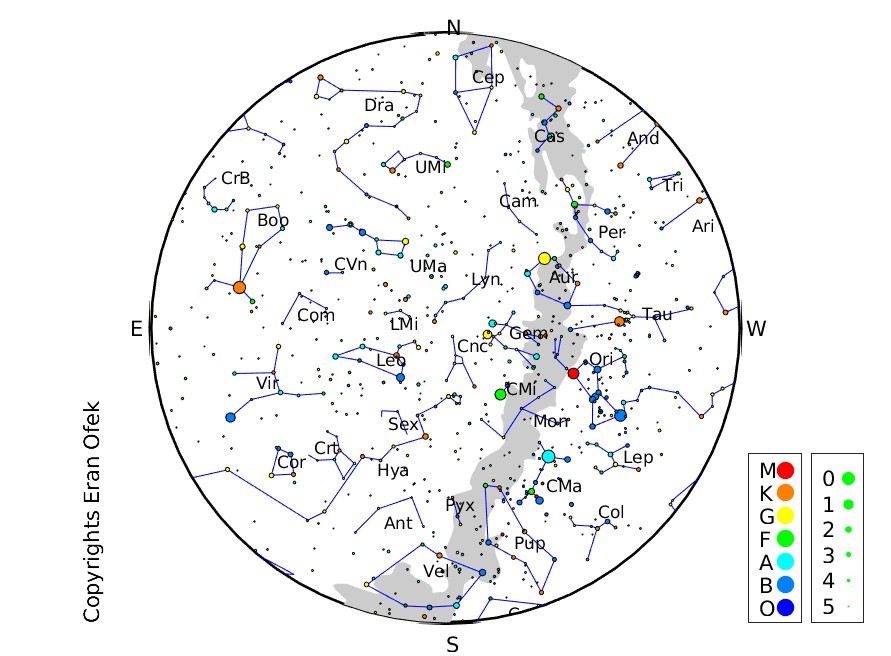 N
Cep
Dra
Cas
And
UMi
CrB
Tri
Cam
Ari
Boo
Per
CVn
UMa
Aur
Lyn
Com
LMi
Tau
E
Gem
W
Cnc
Leo
Ori
Vir
CMi
Sex
Mon
Crt
Cor
Hya
Lep
CMa
Pyx
Col
Ant
Pup
Vel
S
Copyrights Eran Ofek
M
K
G
F
A
B
O
0
1
2
3
4
5